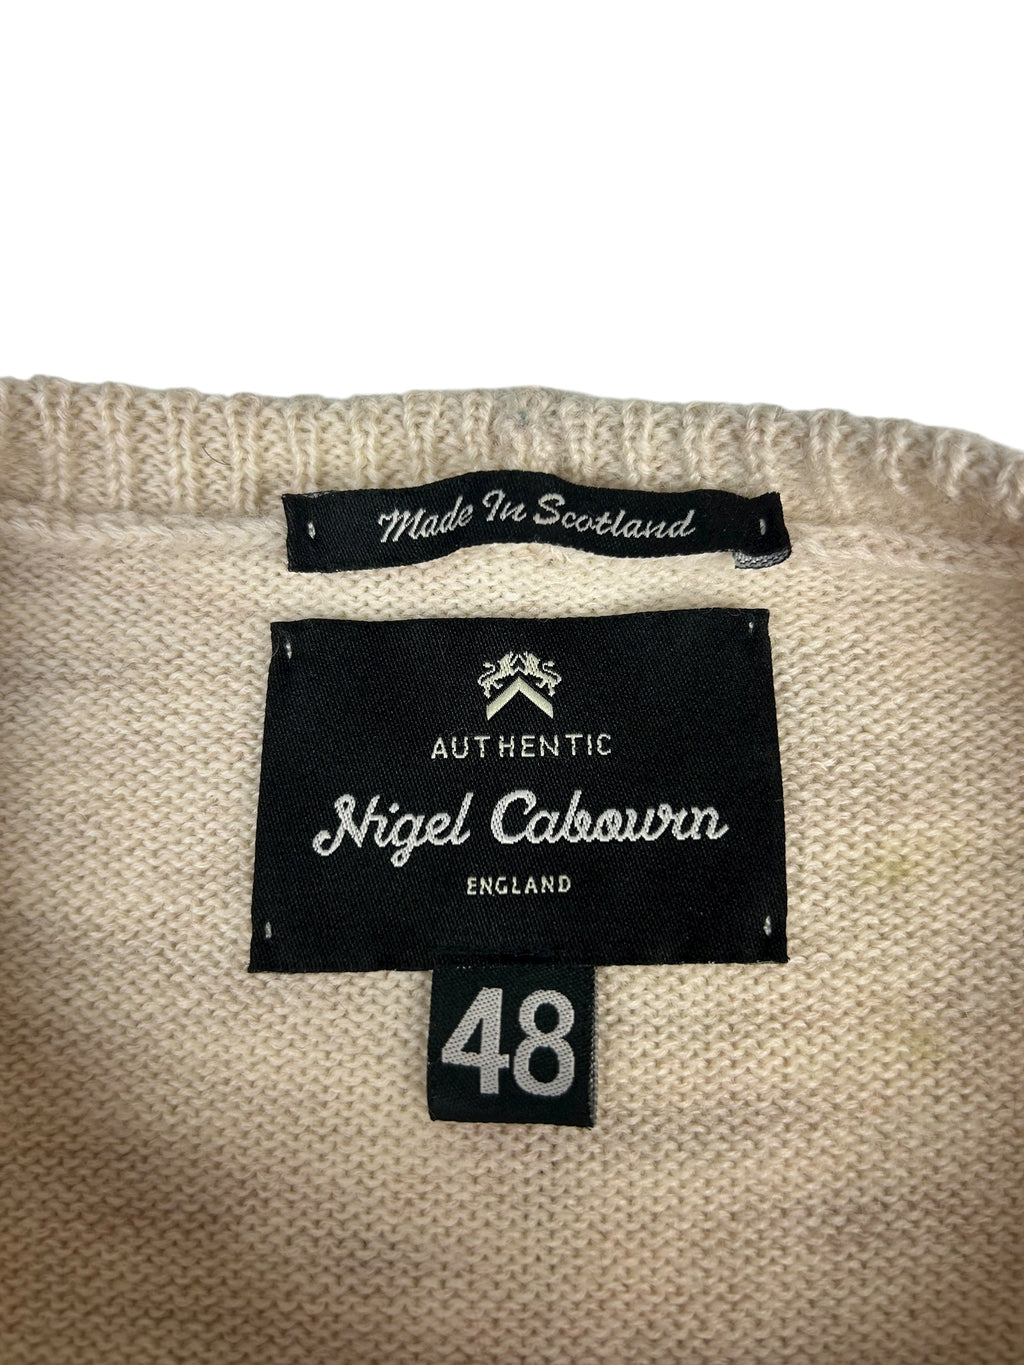 Made In Scotland
AUTHENTIC
Nigel Cabourn
ENGLAND
48